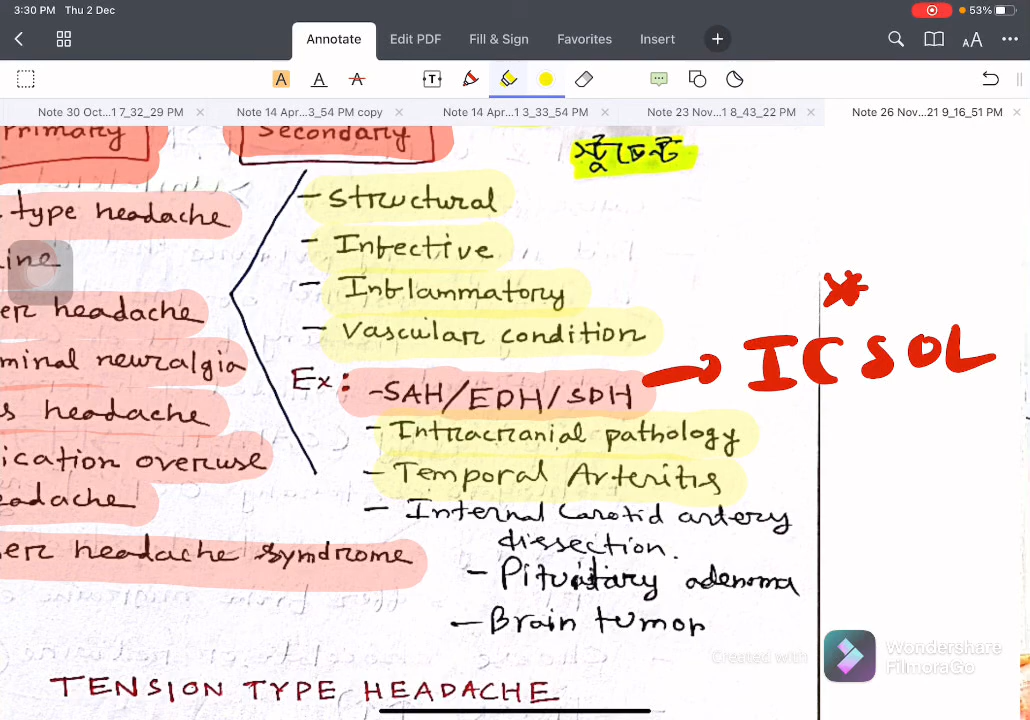 3:30 PM Thu 2 Dec
53%
Annotate Edit PDF Fill & Sign Favorites Insert
Note 30 Oct...1 7_32_29 PM
Note 14 Apr...3_54 PM copy
Note 14 Apr...1 3_33_54 PM
Note 23 Nov...1 8_43_22 PM
Note 26 Nov...21 9_16_51 PM
Primary
Secondary
type headache
ine
er headache
minal neuralgia
s headache
ication overuse
eadache
er headache syndrome
- Structural
- Infective
- Inflammatory
- Vascular condition
Ex:
-SAH/EDH/SDH → ICSOL
- Intracranial pathology
- Temporal Arteritis
- Internal Carotid artery
dissection.
- Pituitary adenoma
- Brain tumor
TENSION TYPE HEADACHE
Created with
Wondershare
FilmoraGo